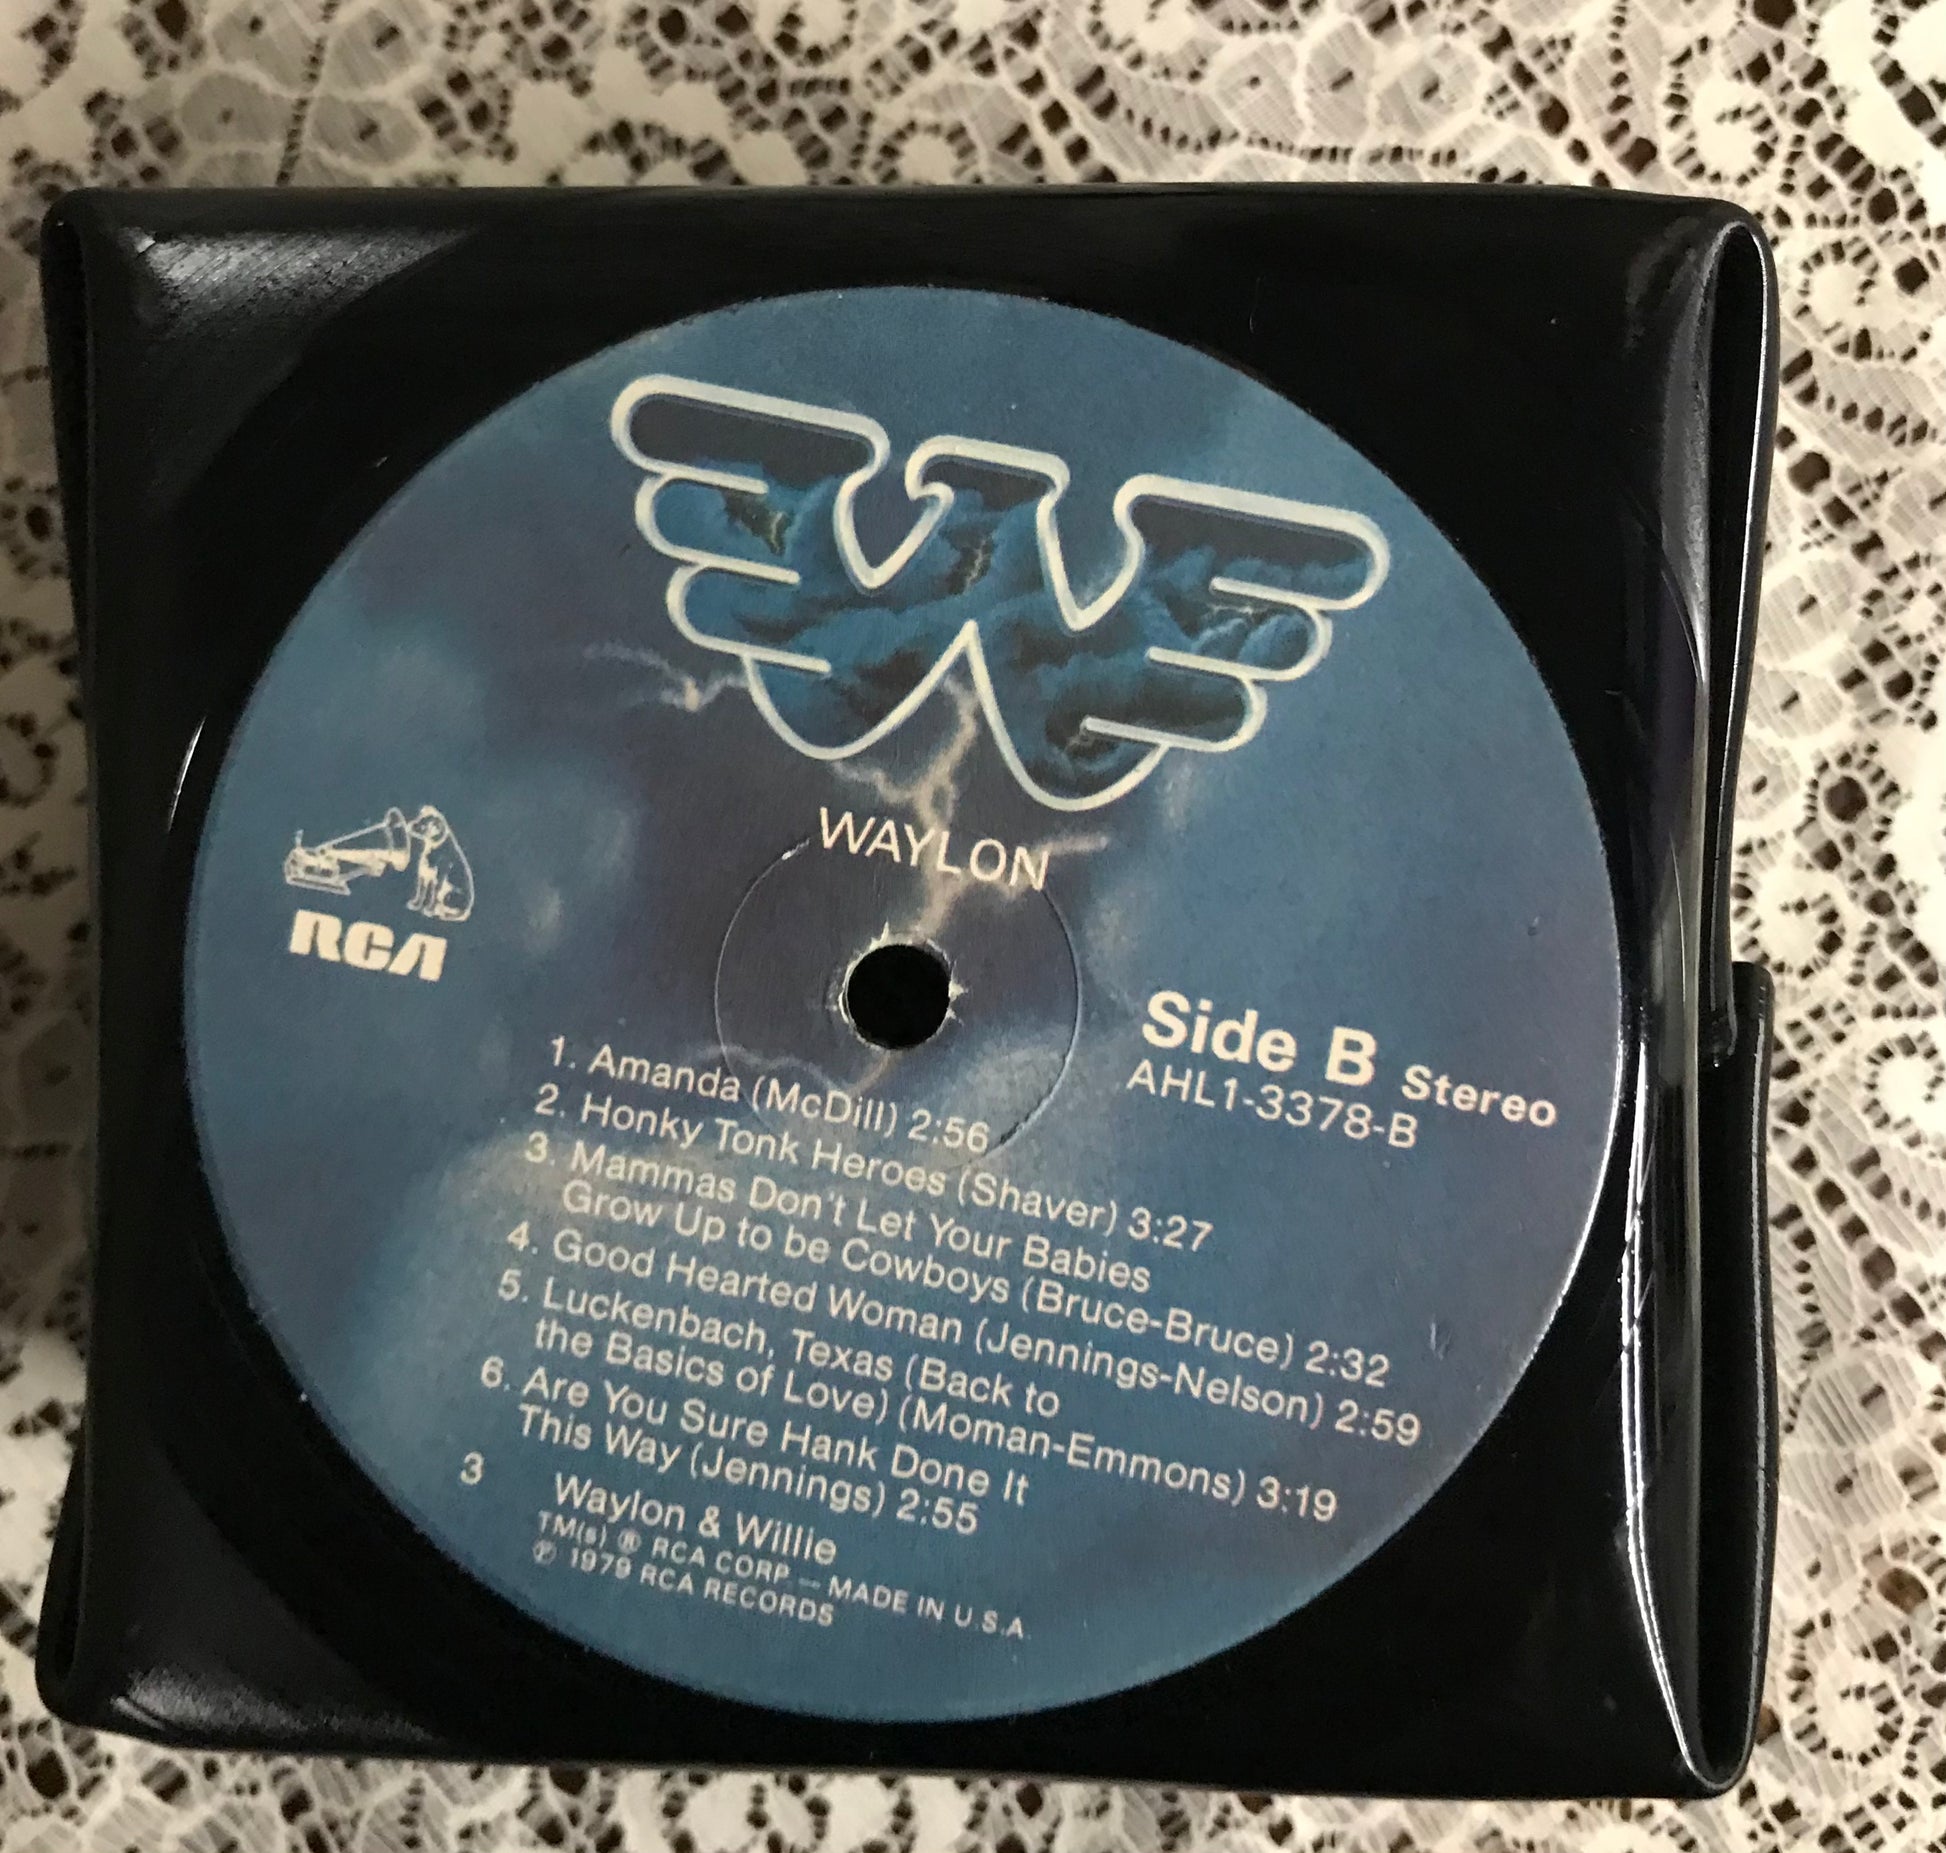 WAYLON
RCA
Side B Stereo
AHL1-3378-B
1. Amanda (McDill) 2:56
2. Honky Tonk Heroes (Shaver) 3:27
3. Mammas Don't Let Your Babies
Grow Up to be Cowboys (Bruce-Bruce) 2:32
4. Good Hearted Woman (Jennings-Nelson) 2:59
5. Luckenbach, Texas (Back to
the Basics of Love) (Moman-Emmons) 3:19
6. Are You Sure Hank Done It
This Way (Jennings) 2:55
3 Waylon & Willie
TM(s) ® RCA CORP — MADE IN U.S.A.
℗ 1979 RCA RECORDS